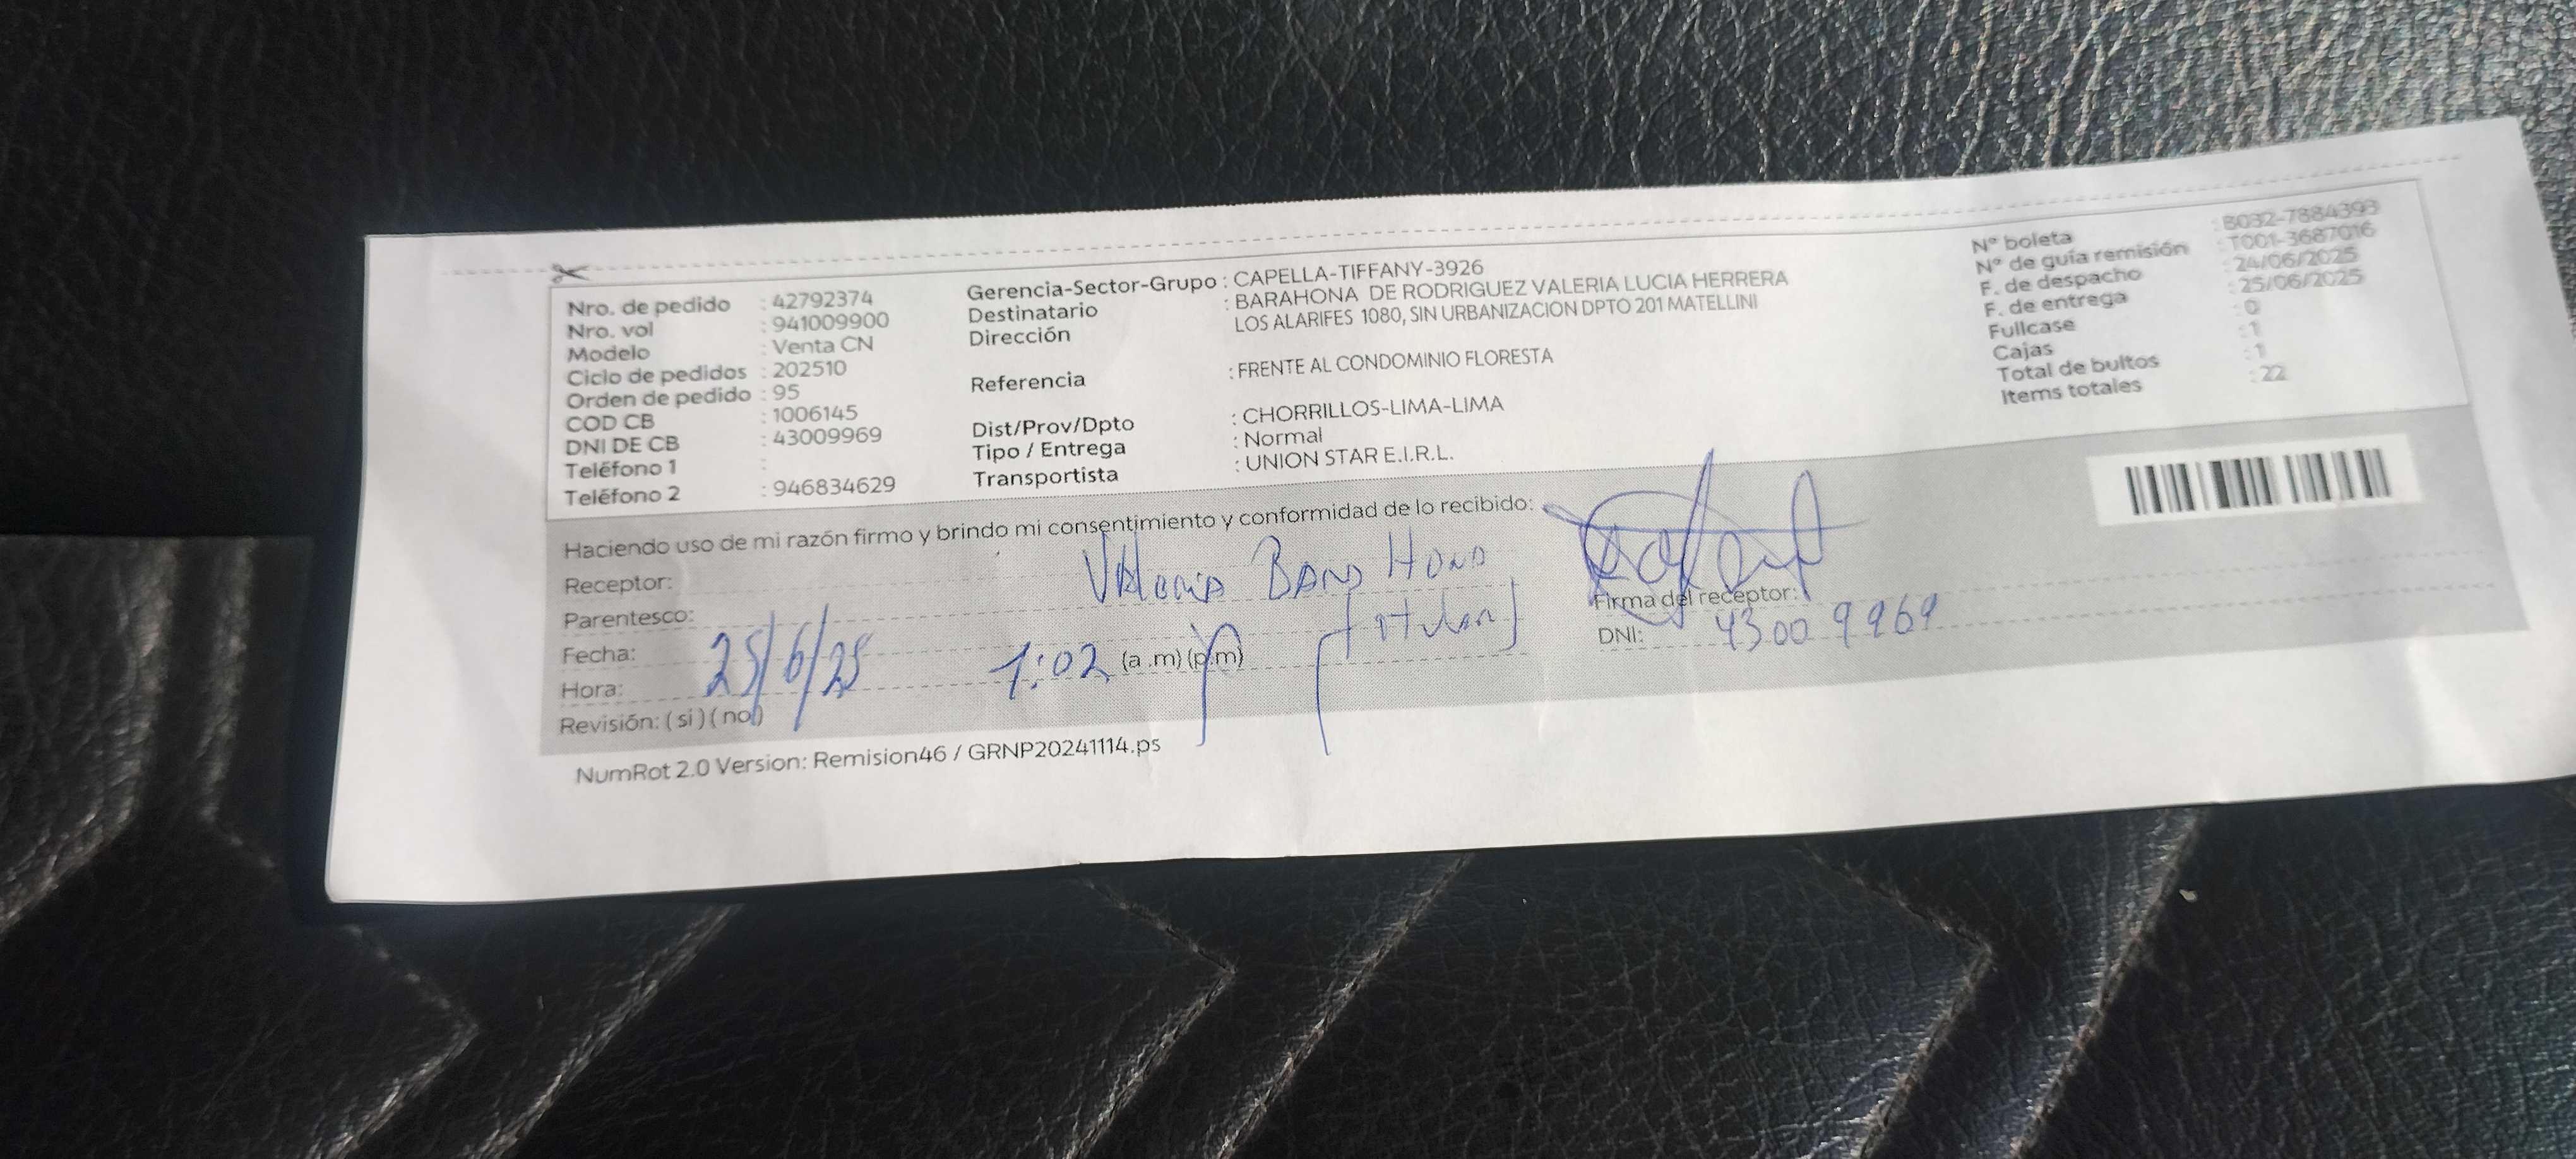 Nro. de pedido : 42792374
Nro. vol : 941009900
Modelo : Venta CN
Ciclo de pedidos : 202510
Orden de pedido : 95
COD CB : 1006145
DNI DE CB : 43009969
Teléfono 1 :
Teléfono 2 : 946834629
Gerencia-Sector-Grupo : CAPELLA-TIFFANY-3926
Destinatario : BARAHONA DE RODRIGUEZ VALERIA LUCIA HERRERA
Dirección LOS ALARIFES 1080, SIN URBANIZACION DPTO 201 MATELLINI
Referencia : FRENTE AL CONDOMINIO FLORESTA
Dist/Prov/Dpto : CHORRILLOS-LIMA-LIMA
Tipo / Entrega : Normal
Transportista : UNION STAR E.I.R.L.
N° boleta : B032-7884393
N° de guía remisión : T001-3687016
F. de despacho : 24/06/2025
F. de entrega : 25/06/2025
Fullcase : 0
Cajas : 1
Total de bultos : 1
Items totales : 22
Haciendo uso de mi razón firmo y brindo mi consentimiento y conformidad de lo recibido:
Receptor: Valeria Bara Hona
Parentesco: [titular]
Fecha: 25/6/25
Hora: 1:02 (a .m) (p.m)
Revisión: ( si ) ( no )
Firma del receptor:
DNI: 43009969
NumRot 2.0 Version: Remision46 / GRNP20241114.ps